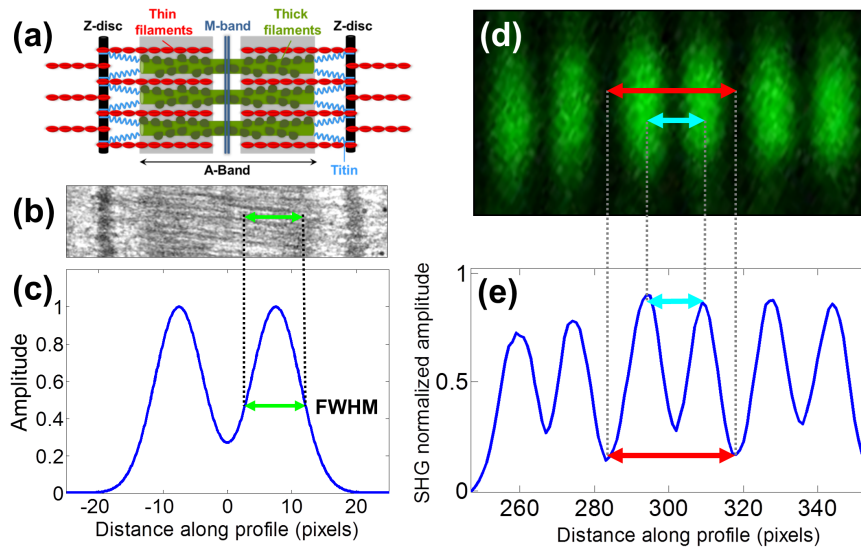 (a)
Z-disc
Thin
filaments
M-band
Thick
filaments
Z-disc
A-Band
Titin
(b)
(c)
1
0.8
0.6
0.4
0.2
0
Amplitude
FWHM
-20
-10
0
10
20
Distance along profile (pixels)
(d)
(e)
1
0.5
0
SHG normalized amplitude
260
280
300
320
340
Distance along profile (pixels)